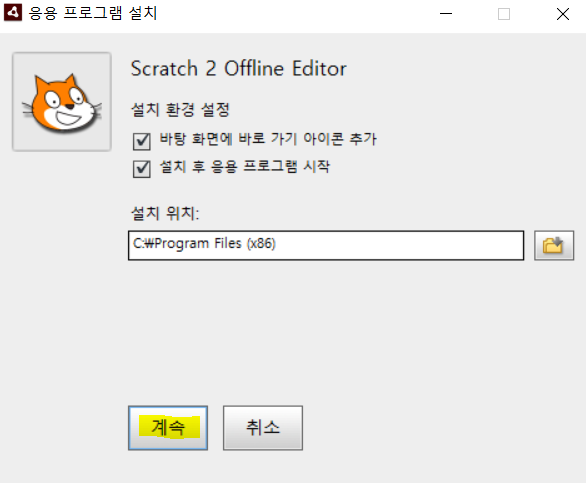 응용 프로그램 설치
Scratch 2 Offline Editor
설치 환경 설정
바탕 화면에 바로 가기 아이콘 추가
설치 후 응용 프로그램 시작
설치 위치:
C:₩Program Files (x86)
계속 취소